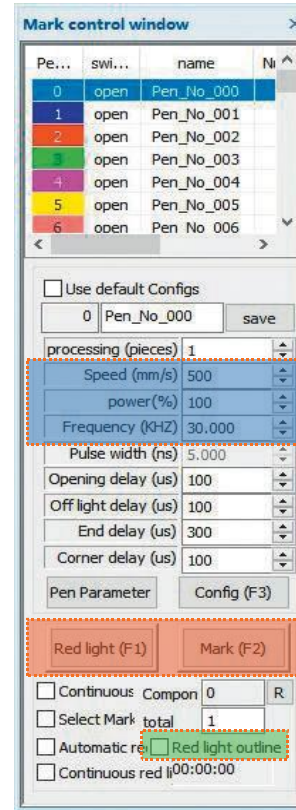 Mark control window
Pe... swi... name
0 open Pen_No_000
1 open Pen_No_001
2 open Pen_No_002
3 open Pen_No_003
4 open Pen_No_004
5 open Pen_No_005
6 open Pen_No_006
Use default Configs
0 Pen_No_000 save
processing (pieces) 1
Speed (mm/s) 500
power(%) 100
Frequency (KHZ) 30.000
Pulse width (ns) 5.000
Opening delay (us) 100
Off light delay (us) 100
End delay (us) 300
Corner delay (us) 100
Pen Parameter Config (F3)
Red light (F1) Mark (F2)
Continuous Compon 0 R
Select Mark total 1
Automatic re Red light outline
Continuous red li 00:00:00